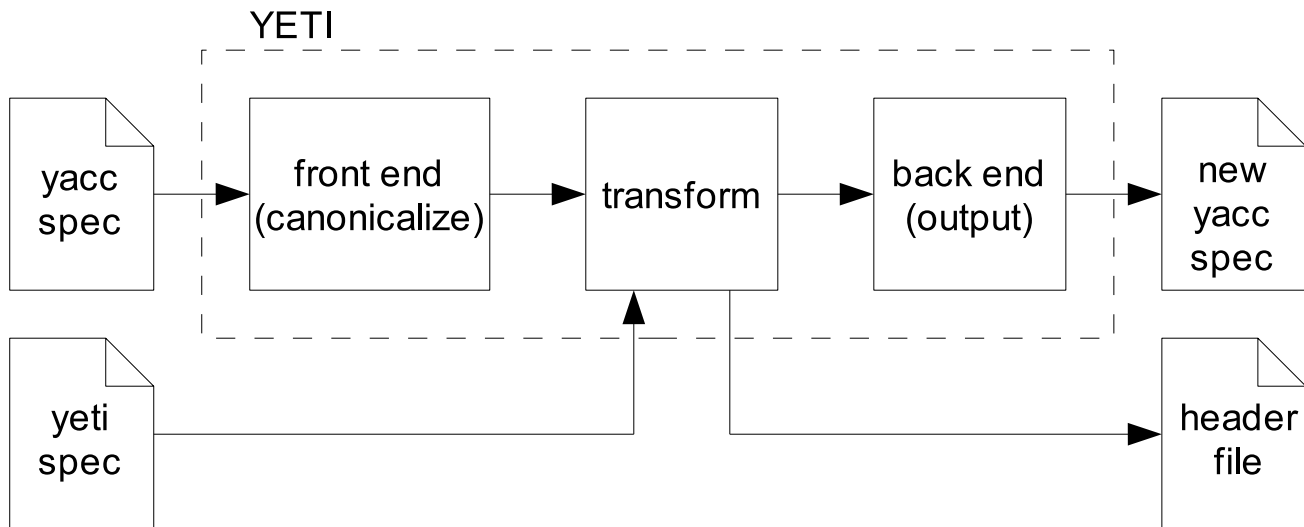 YETI
yacc
spec
front end
(canonicalize)
transform
back end
(output)
new
yacc
spec
yeti
spec
header
file